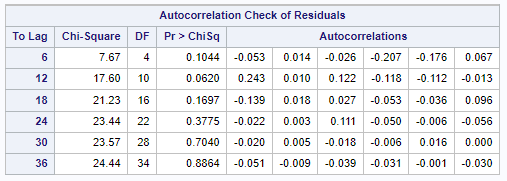 Autocorrelation Check of Residuals
To Lag Chi-Square DF Pr > ChiSq Autocorrelations
6 7.67 4 0.1044 -0.053 0.014 -0.026 -0.207 -0.176 0.067
12 17.60 10 0.0620 0.243 0.010 0.122 -0.118 -0.112 -0.013
18 21.23 16 0.1697 -0.139 0.018 0.027 -0.053 -0.036 0.096
24 23.44 22 0.3775 -0.022 0.003 0.111 -0.050 -0.006 -0.056
30 23.57 28 0.7040 -0.020 0.005 -0.018 -0.006 0.016 0.000
36 24.44 34 0.8864 -0.051 -0.009 -0.039 -0.031 -0.001 -0.030